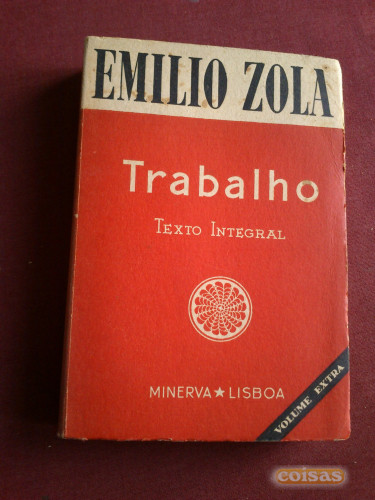 EMILIO ZOLA
Trabalho
TEXTO INTEGRAL
MINERVA★LISBOA
VOLUME EXTRA
coisas